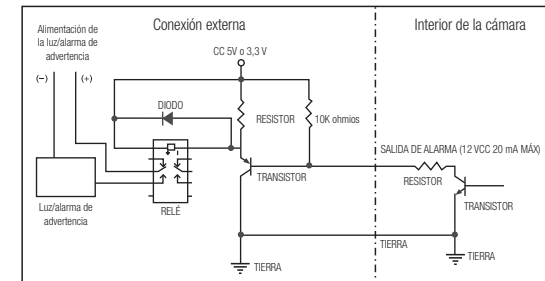 Conexión externa
Interior de la cámara
Alimentación de
la luz/alarma de
advertencia
(−)
(+)
CC 5V o 3,3 V
DIODO
RESISTOR
10K ohmios
SALIDA DE ALARMA (12 VCC 20 mA MÁX)
TRANSISTOR
RESISTOR
TRANSISTOR
Luz/alarma de
advertencia
RELÉ
TIERRA
TIERRA
TIERRA